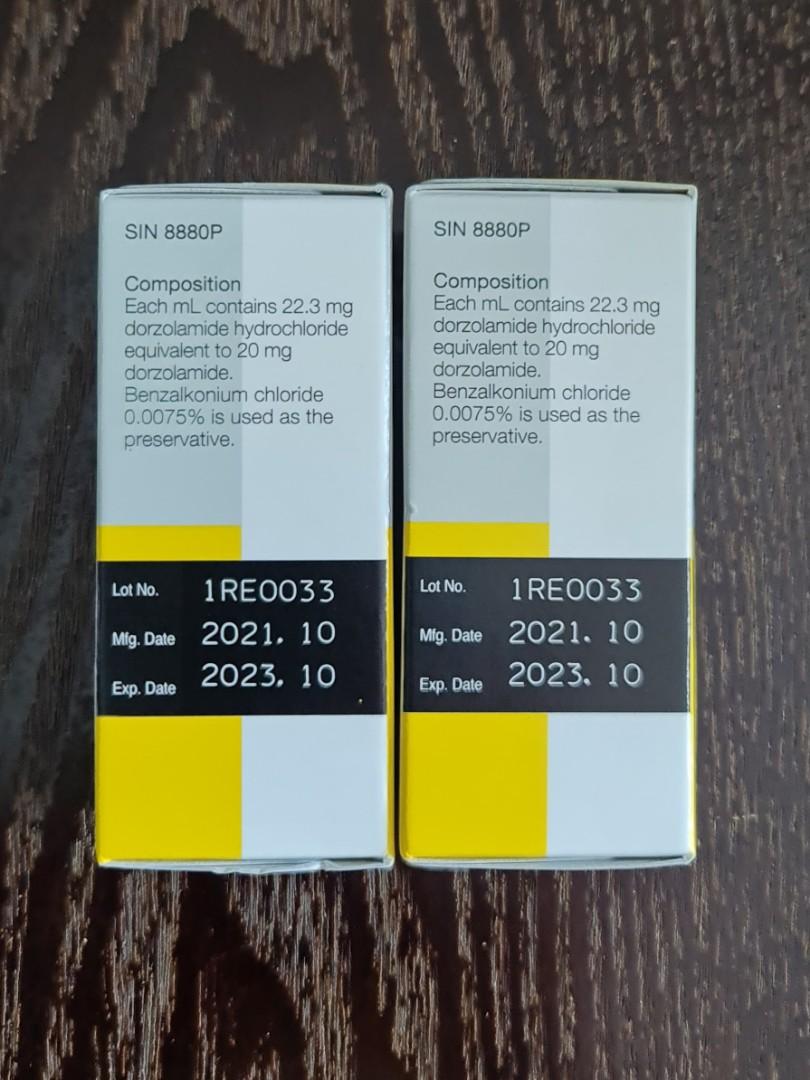 SIN 8880P
Composition
Each mL contains 22.3 mg
dorzolamide hydrochloride
equivalent to 20 mg
dorzolamide.
Benzalkonium chloride
0.0075% is used as the
preservative.
Lot No. 1RE0033
Mfg. Date 2021. 10
Exp. Date 2023. 10
SIN 8880P
Composition
Each mL contains 22.3 mg
dorzolamide hydrochloride
equivalent to 20 mg
dorzolamide.
Benzalkonium chloride
0.0075% is used as the
preservative.
Lot No. 1RE0033
Mfg. Date 2021. 10
Exp. Date 2023. 10